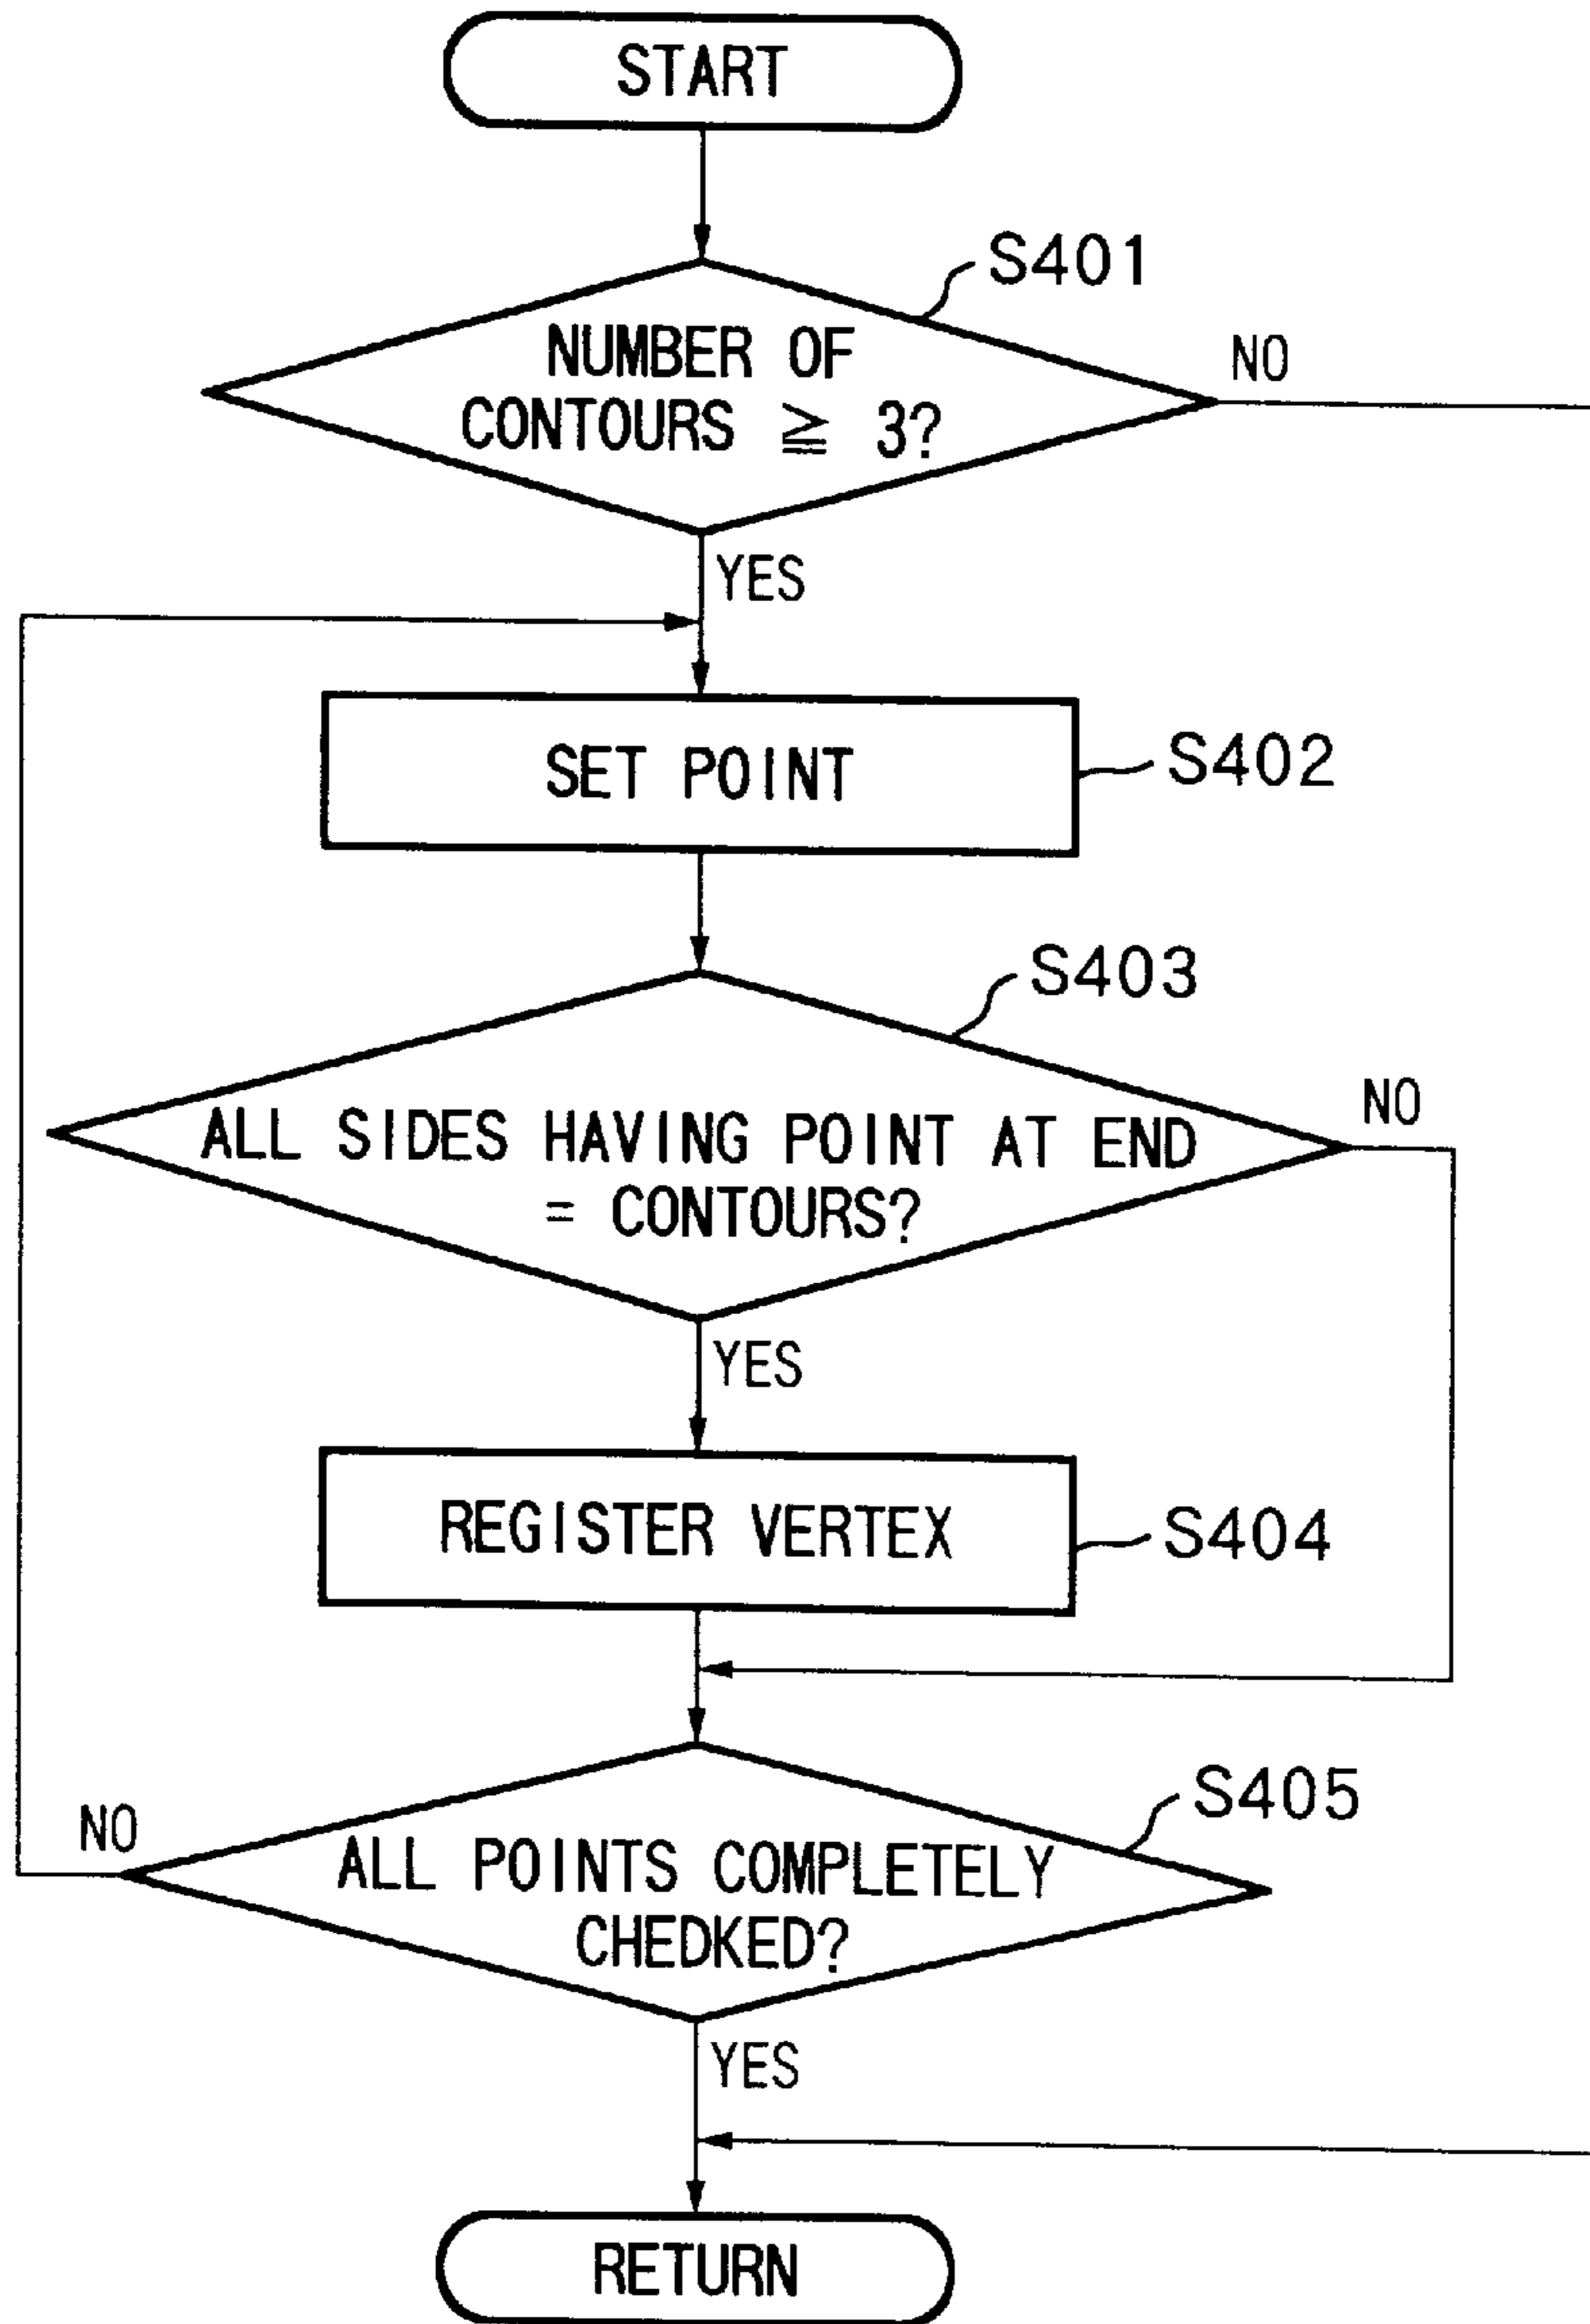 START
S401
NUMBER OF
CONTOURS ≧ 3?
NO
YES
SET POINT
S402
S403
ALL SIDES HAVING POINT AT END
= CONTOURS?
NO
YES
REGISTER VERTEX
S404
S405
NO
ALL POINTS COMPLETELY
CHEDKED?
YES
RETURN